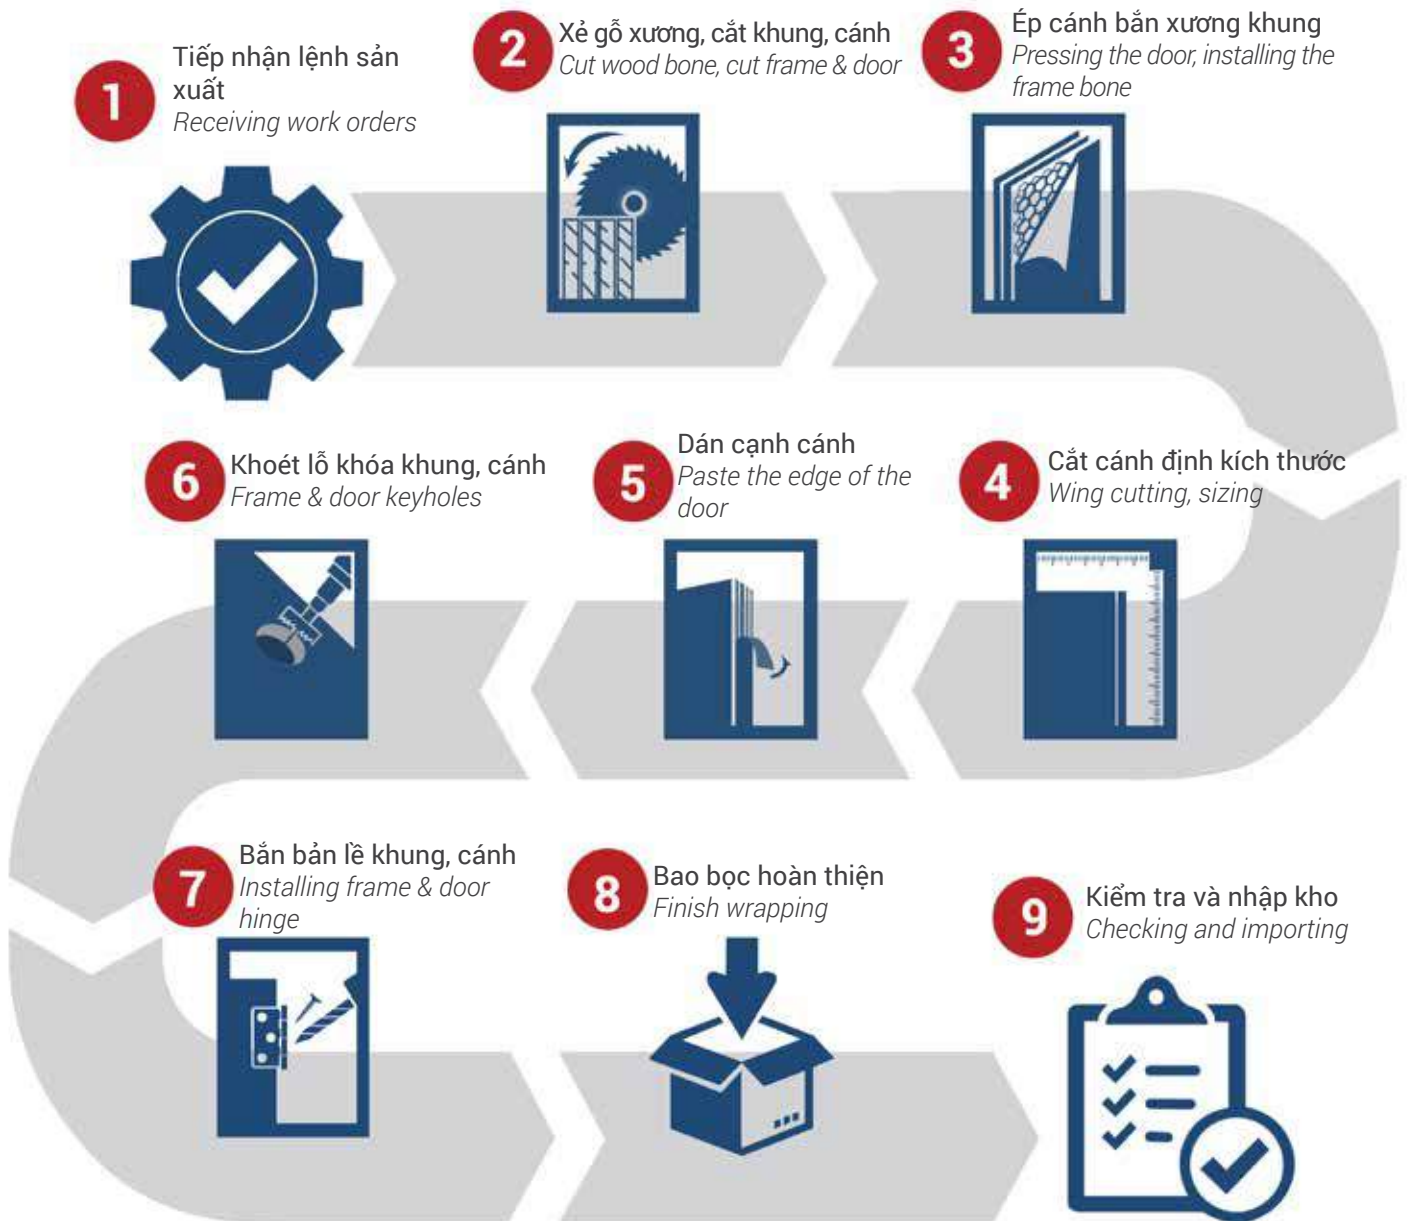 1
Tiếp nhận lệnh sản
xuất
Receiving work orders
2
Xẻ gỗ xương, cắt khung, cánh
Cut wood bone, cut frame & door
3
Ép cánh bắn xương khung
Pressing the door, installing the
frame bone
4
Cắt cánh định kích thước
Wing cutting, sizing
5
Dán cạnh cánh
Paste the edge of the
door
6
Khoét lỗ khóa khung, cánh
Frame & door keyholes
7
Bắn bản lề khung, cánh
Installing frame & door
hinge
8
Bao bọc hoàn thiện
Finish wrapping
9
Kiểm tra và nhập kho
Checking and importing